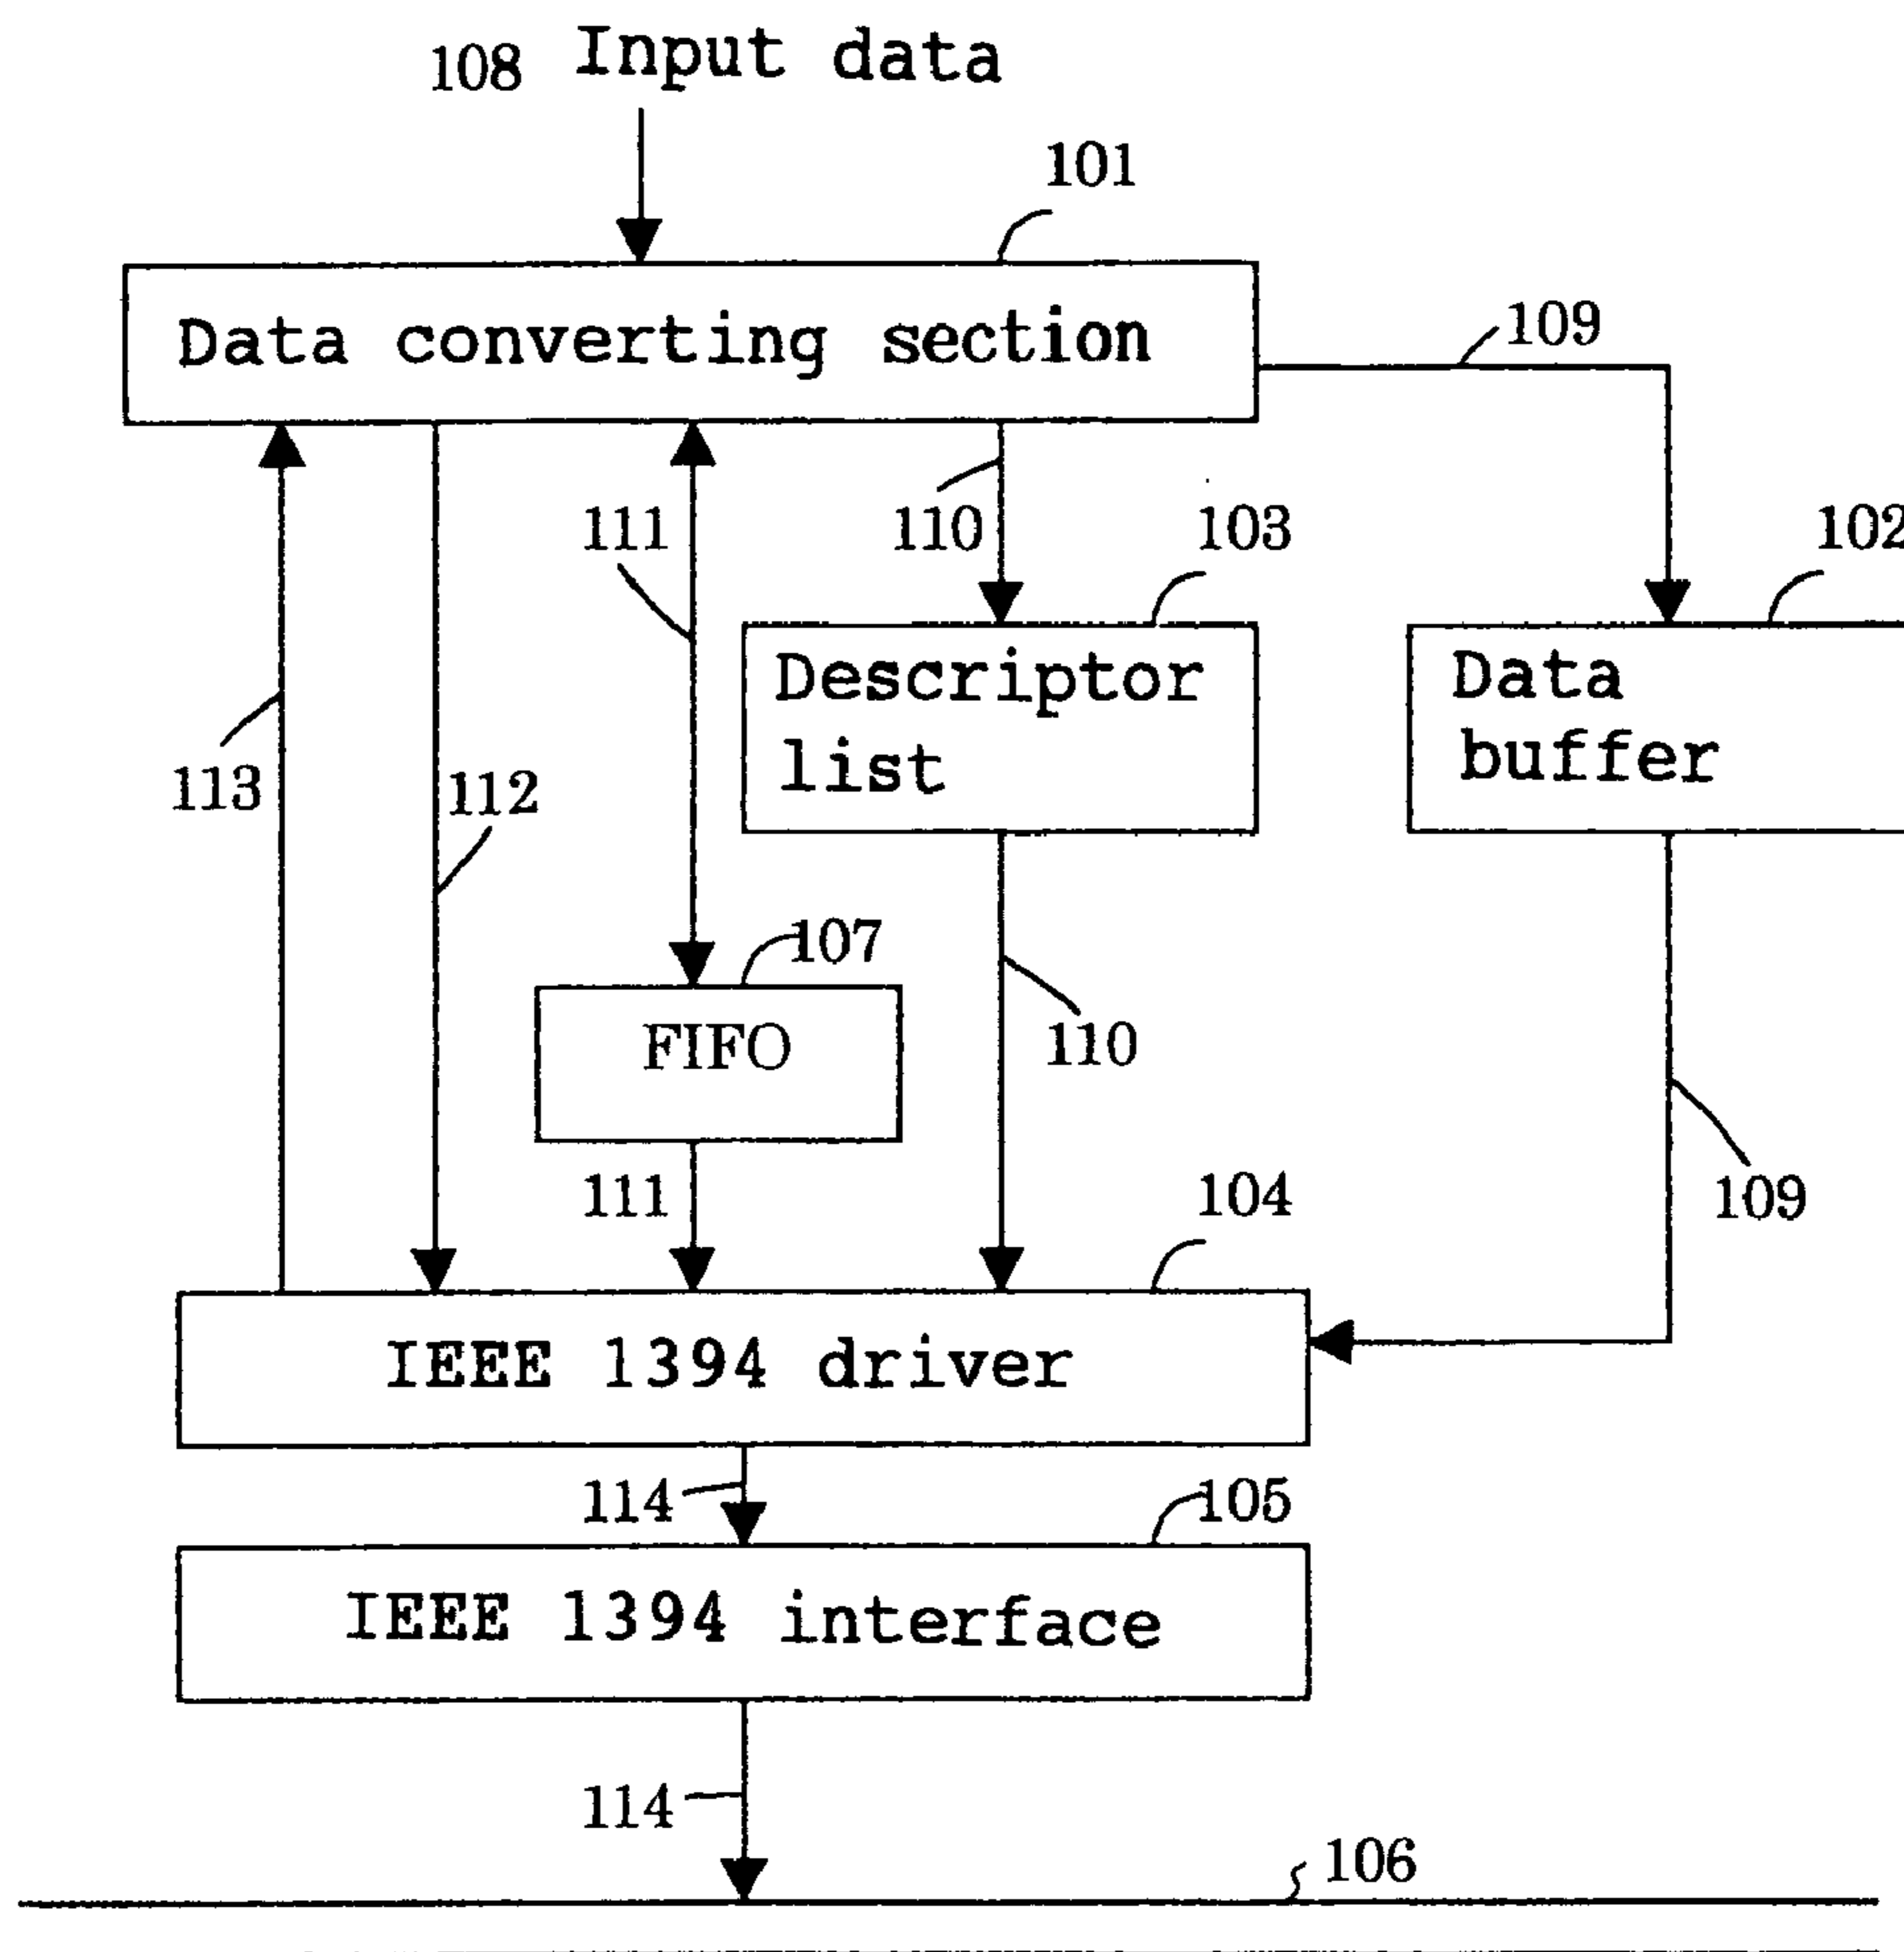 108 Input data
101
Data converting section
109
111
110
103
102
Descriptor
list
Data
buffer
113
112
107
FIFO
110
111
104
109
IEEE 1394 driver
114
105
IEEE 1394 interface
114
106